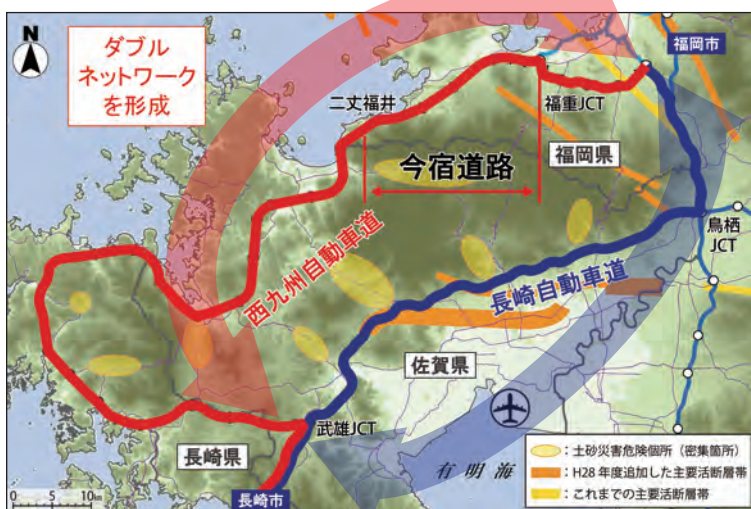 N
ダブル
ネットワーク
を形成
福岡市
二丈福井
福重JCT
今宿道路
福岡県
鳥栖
JCT
西九州自動車道
長崎自動車道
佐賀県
武雄JCT
長崎県
有明海
長崎市
0 5 10km
:土砂災害危険個所(密集箇所)
:H28年度追加した主要活断層帯
:これまでの主要活断層帯